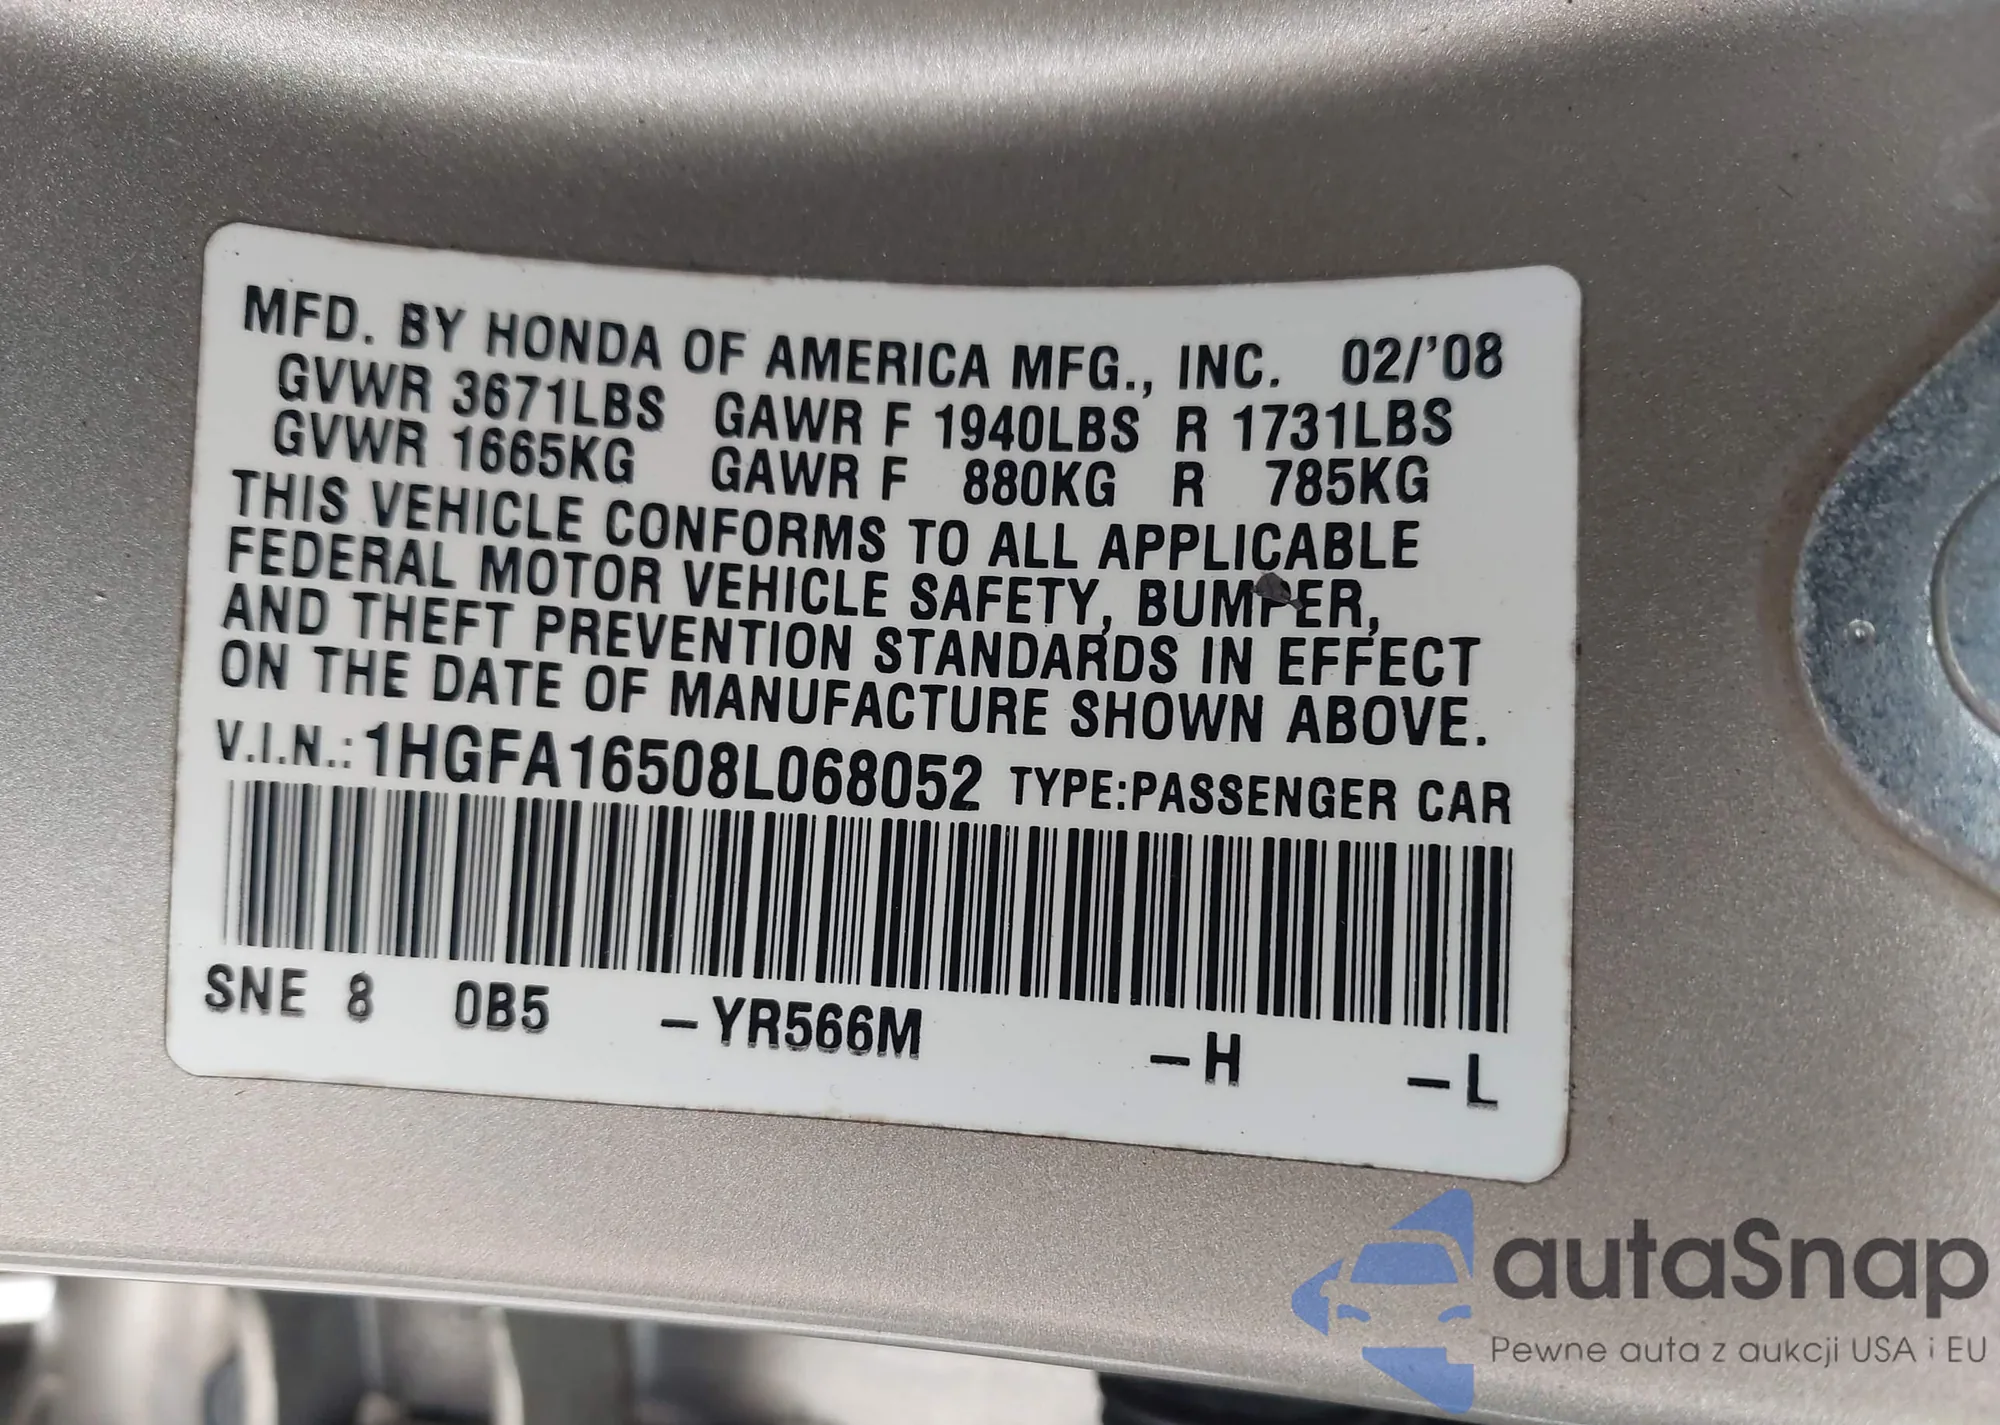 MFD. BY HONDA OF AMERICA MFG., INC. 02/'08
GVWR 3671LBS GAWR F 1940LBS R 1731LBS
GVWR 1665KG GAWR F 880KG R 785KG
THIS VEHICLE CONFORMS TO ALL APPLICABLE
FEDERAL MOTOR VEHICLE SAFETY, BUMPER,
AND THEFT PREVENTION STANDARDS IN EFFECT
ON THE DATE OF MANUFACTURE SHOWN ABOVE.
V.I.N.: 1HGFA16508L068052 TYPE:PASSENGER CAR
SNE 8 0B5 –YR566M –H –L
autaSnap
Pewne auta z aukcji USA i EU